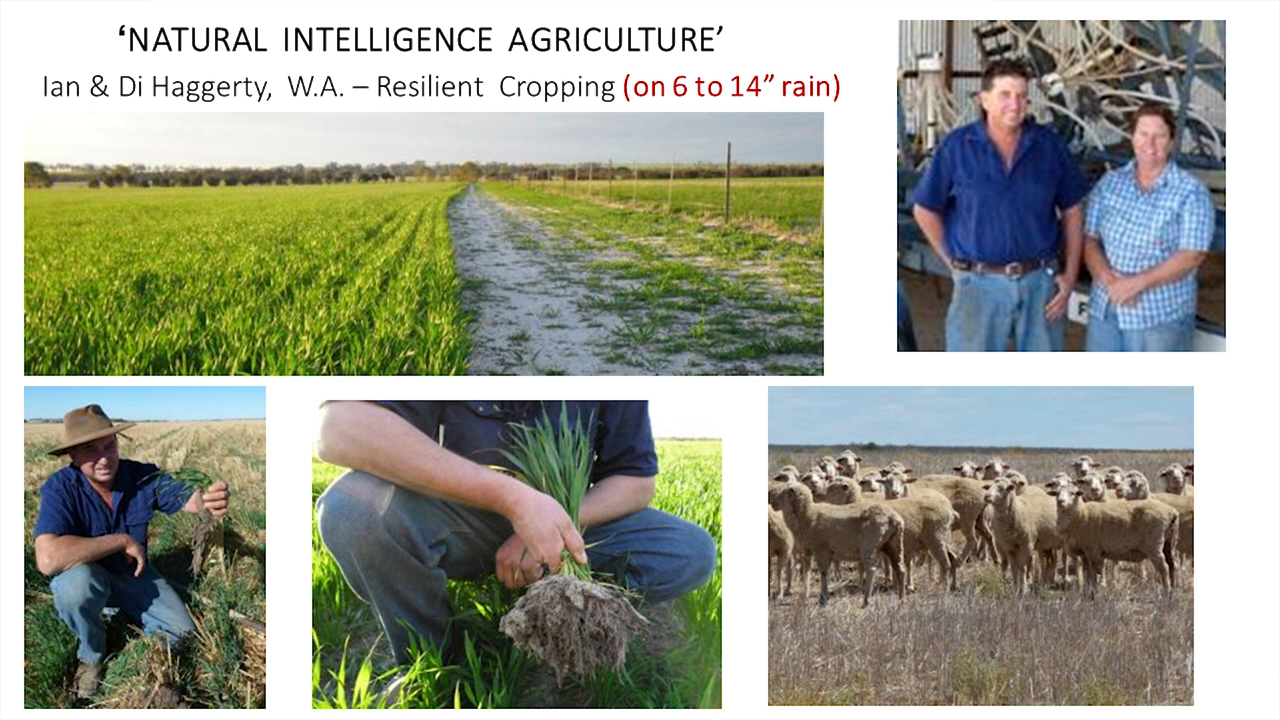 ‘NATURAL INTELLIGENCE AGRICULTURE’
Ian & Di Haggerty, W.A. – Resilient Cropping (on 6 to 14” rain)